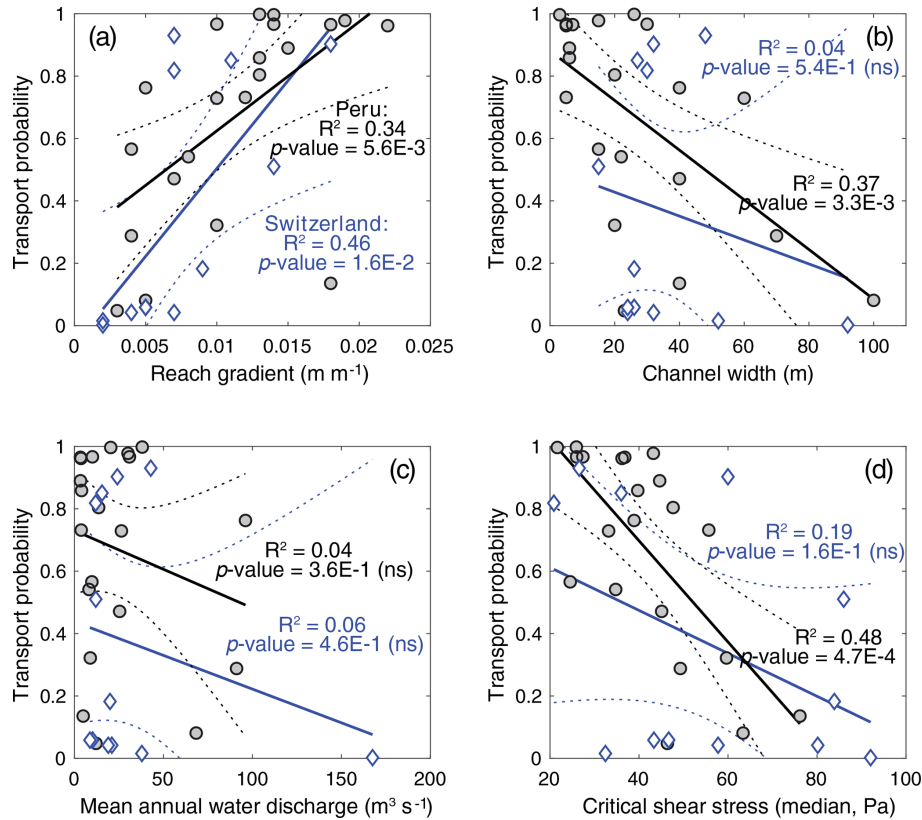 (a)
Transport probability
1
0.8
0.6
0.4
0.2
0
Peru:
R² = 0.34
p-value = 5.6E-3
Switzerland:
R² = 0.46
p-value = 1.6E-2
0
0.005
0.01
0.015
0.02
0.025
Reach gradient (m m⁻¹)
(b)
Transport probability
1
0.8
0.6
0.4
0.2
0
R² = 0.04
p-value = 5.4E-1 (ns)
R² = 0.37
p-value = 3.3E-3
0
20
40
60
80
100
Channel width (m)
(c)
Transport probability
1
0.8
0.6
0.4
0.2
0
R² = 0.04
p-value = 3.6E-1 (ns)
R² = 0.06
p-value = 4.6E-1 (ns)
0
50
100
150
200
Mean annual water discharge (m³ s⁻¹)
(d)
Transport probability
1
0.8
0.6
0.4
0.2
0
R² = 0.19
p-value = 1.6E-1 (ns)
R² = 0.48
p-value = 4.7E-4
20
40
60
80
100
Critical shear stress (median, Pa)